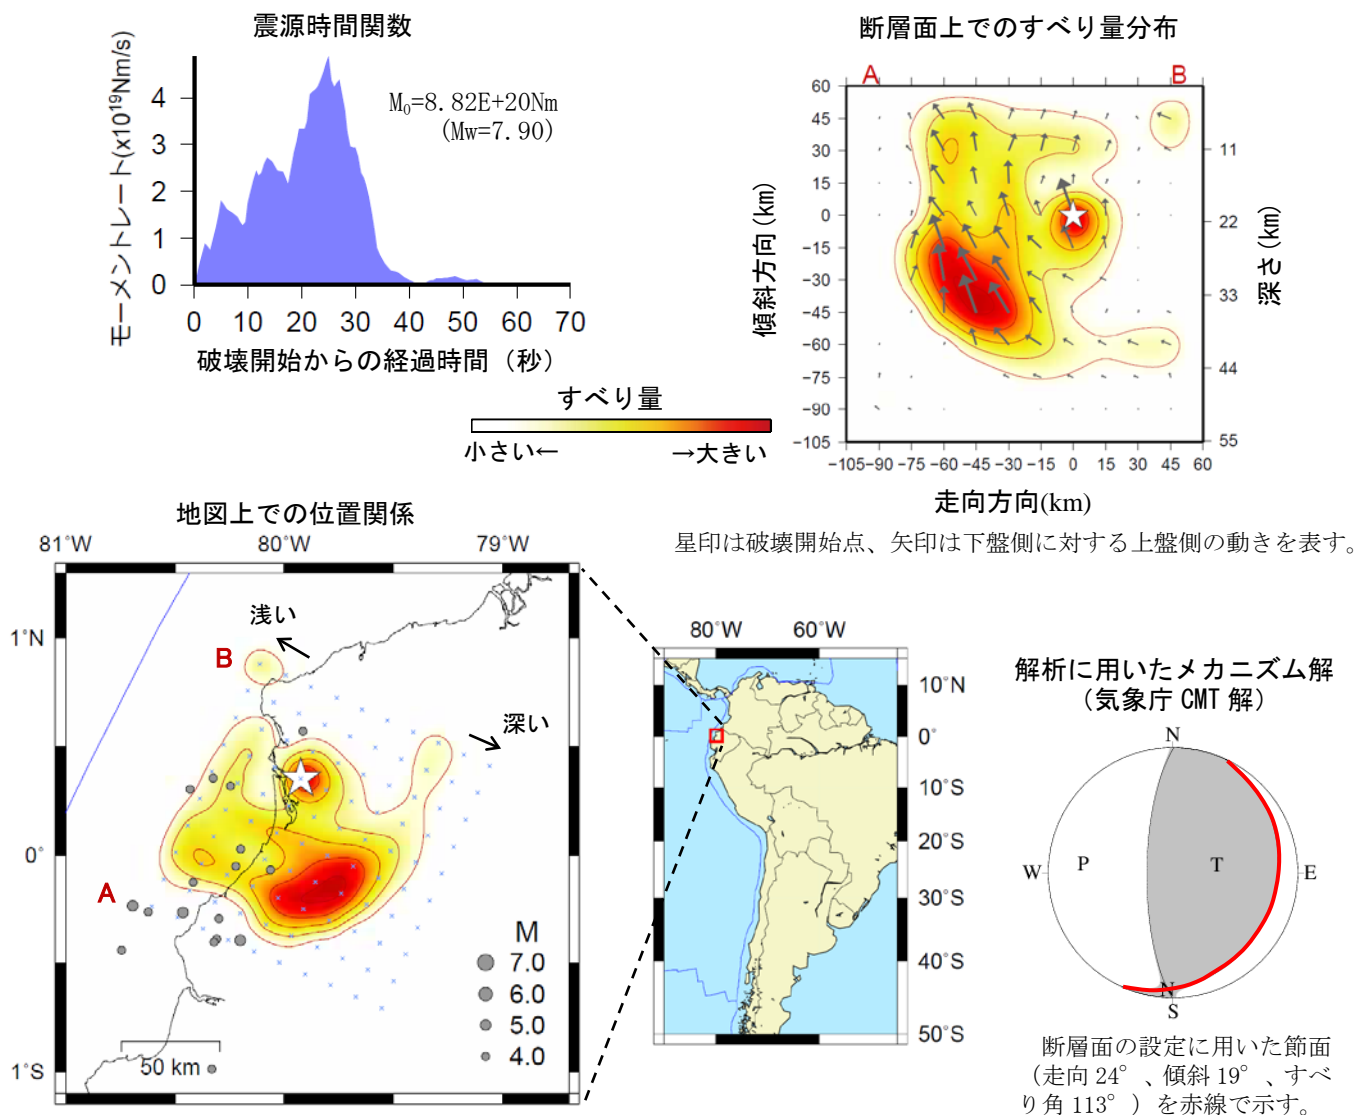 震源時間関数
モーメントレート(x10¹⁹Nm/s)
4
3
2
1
0
M₀=8.82E+20Nm
(Mw=7.90)
0 10 20 30 40 50 60 70
破壊開始からの経過時間（秒）
断層面上でのすべり量分布
A B
傾斜方向(km)
60
45
30
15
0
−15
−30
−45
−60
−75
−90
−105
11
22
33
44
55
深さ(km)
−105−90 −75 −60 −45 −30 −15 0 15 30 45 60
走向方向(km)
すべり量
小さい← →大きい
星印は破壊開始点、矢印は下盤側に対する上盤側の動きを表す。
地図上での位置関係
81°W 80°W 79°W
1°N
0°
1°S
浅い
B
深い
A
M
7.0
6.0
5.0
4.0
50 km
80°W 60°W
10°N
0°
10°S
20°S
30°S
40°S
50°S
解析に用いたメカニズム解
（気象庁 CMT 解）
N
W P T E
N
S
断層面の設定に用いた節面
（走向 24°、傾斜 19°、すべ
り角 113°）を赤線で示す。